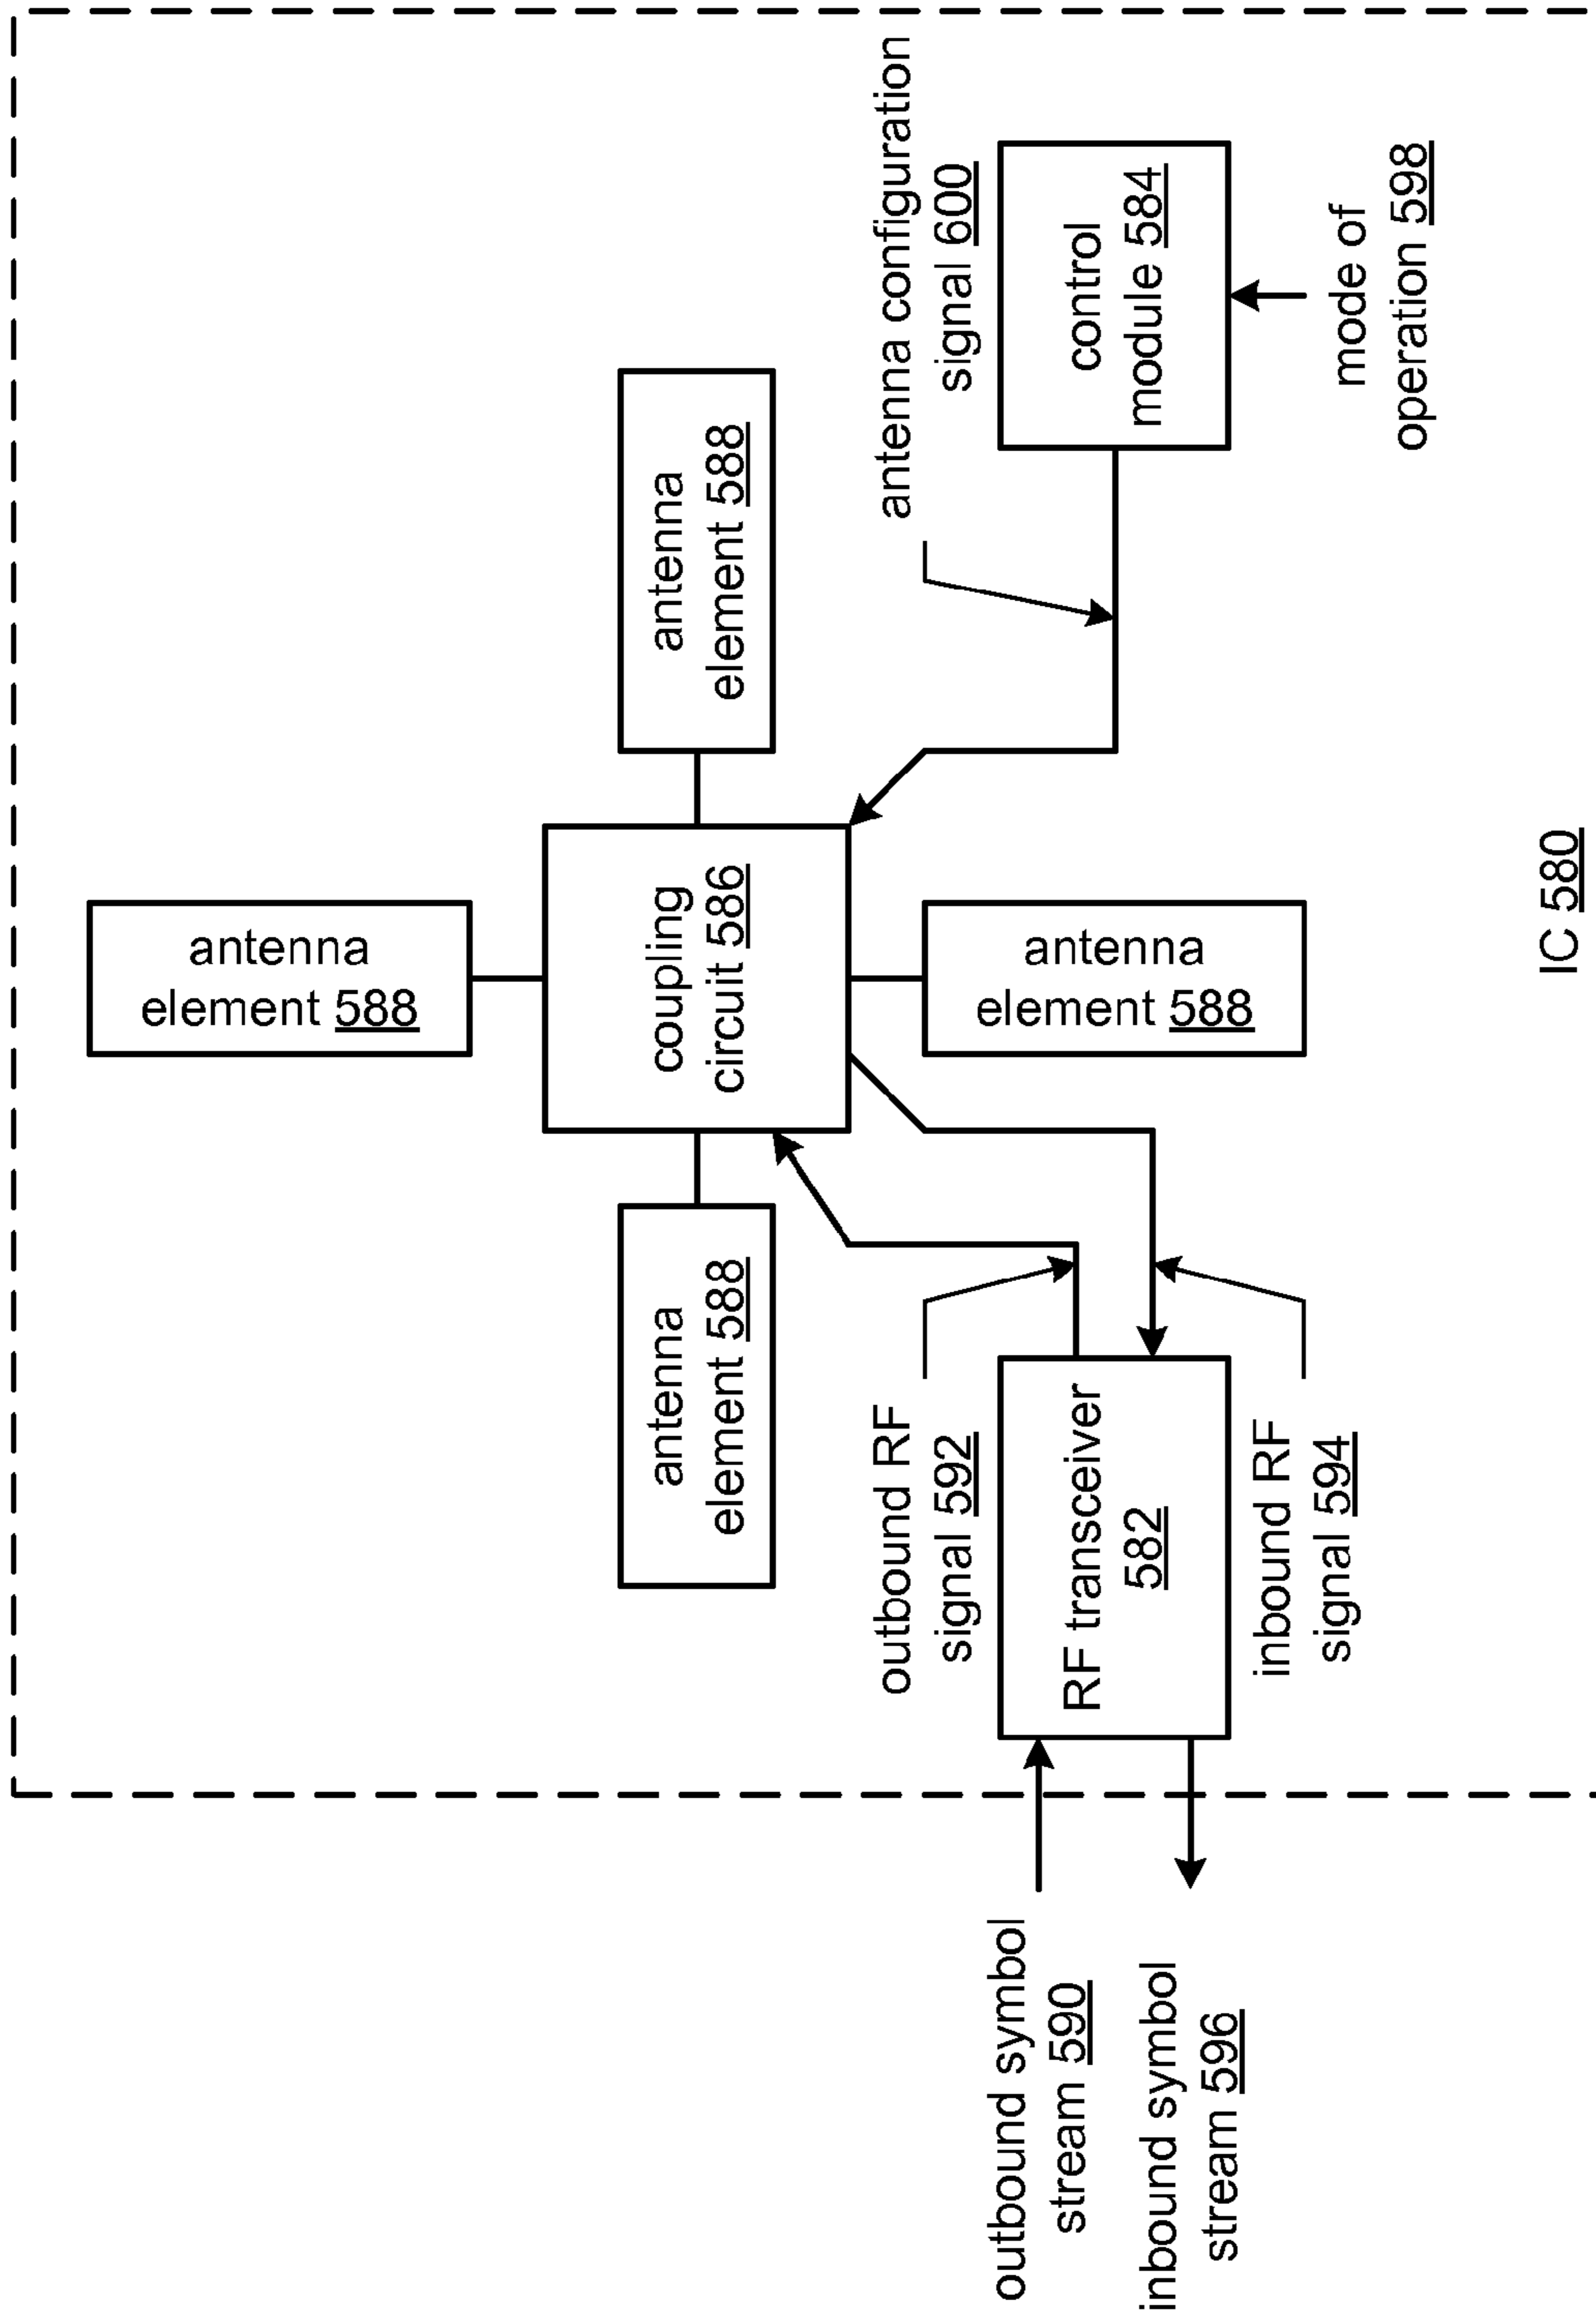 antenna
element 588
antenna
element 588
coupling
circuit 586
antenna
element 588
antenna
element 588
outbound RF
signal 592
antenna configuration
signal 600
outbound symbol
stream 590
inbound symbol
stream 596
RF transceiver
582
control
module 584
inbound RF
signal 594
mode of
operation 598
IC 580